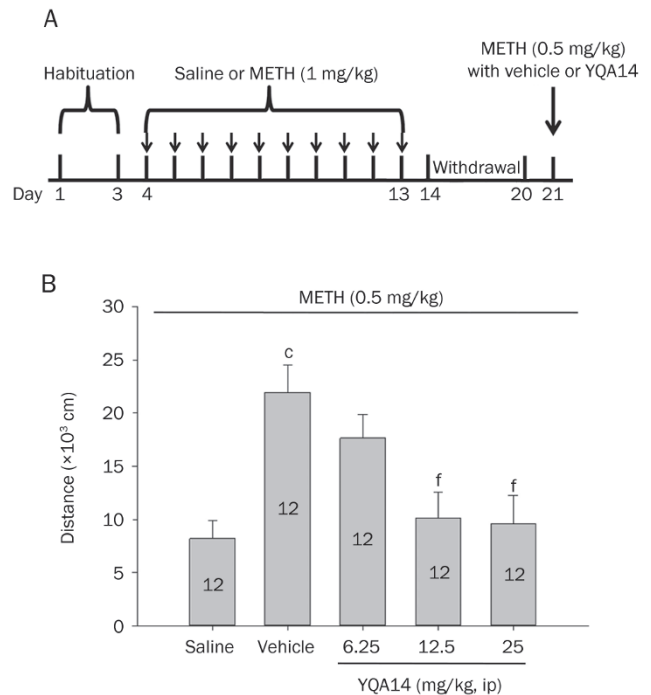 A
Habituation
Saline or METH (1 mg/kg)
METH (0.5 mg/kg)
with vehicle or YQA14
Withdrawal
Day 1 3 4 13 14 20 21
B
METH (0.5 mg/kg)
30
25
20
15
10
5
0
Distance (×10³ cm)
c
f
f
12
12
12
12
12
Saline Vehicle 6.25 12.5 25
YQA14 (mg/kg, ip)